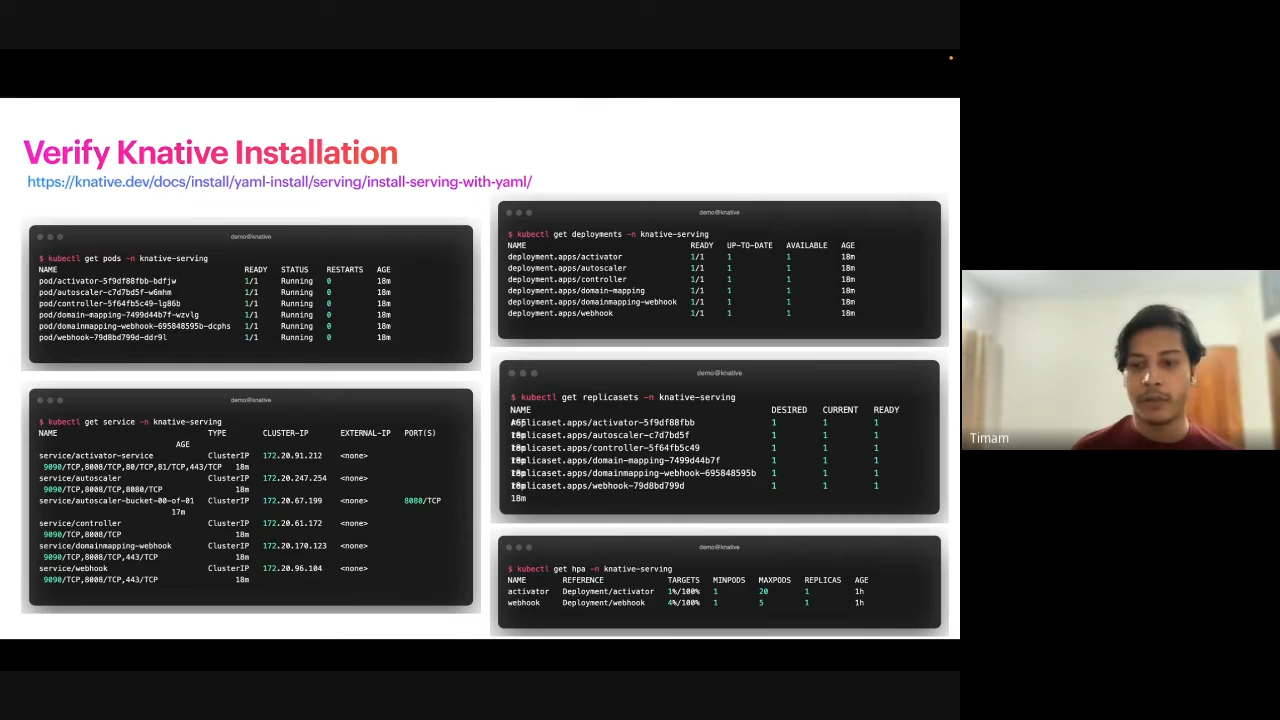 Verify Knative Installation
https://knative.dev/docs/install/yaml-install/serving/install-serving-with-yaml/
demo@knative
$ kubectl get pods -n knative-serving
NAME READY STATUS RESTARTS AGE
pod/activator-5f9df88fbb-bdfjw 1/1 Running 0 18m
pod/autoscaler-c7d7bd5f-w6mhm 1/1 Running 0 18m
pod/controller-5f64fb5c49-lg86b 1/1 Running 0 18m
pod/domain-mapping-7499d44b7f-wzvlg 1/1 Running 0 18m
pod/domainmapping-webhook-695848595b-dcphs 1/1 Running 0 18m
pod/webhook-79d8bd799d-ddr9l 1/1 Running 0 18m
demo@knative
$ kubectl get service -n knative-serving
NAME TYPE CLUSTER-IP EXTERNAL-IP PORT(S)
AGE
service/activator-service ClusterIP 172.20.91.212 <none>
9090/TCP,8008/TCP,80/TCP,81/TCP,443/TCP 18m
service/autoscaler ClusterIP 172.20.247.254 <none>
9090/TCP,8008/TCP,8080/TCP 18m
service/autoscaler-bucket-00-of-01 ClusterIP 172.20.67.199 <none> 8080/TCP
17m
service/controller ClusterIP 172.20.61.172 <none>
9090/TCP,8008/TCP 18m
service/domainmapping-webhook ClusterIP 172.20.170.123 <none>
9090/TCP,8008/TCP,443/TCP 18m
service/webhook ClusterIP 172.20.96.104 <none>
9090/TCP,8008/TCP,443/TCP 18m
demo@knative
$ kubectl get deployments -n knative-serving
NAME READY UP-TO-DATE AVAILABLE AGE
deployment.apps/activator 1/1 1 1 18m
deployment.apps/autoscaler 1/1 1 1 18m
deployment.apps/controller 1/1 1 1 18m
deployment.apps/domain-mapping 1/1 1 1 18m
deployment.apps/domainmapping-webhook 1/1 1 1 18m
deployment.apps/webhook 1/1 1 1 18m
demo@knative
$ kubectl get replicasets -n knative-serving
NAME DESIRED CURRENT READY
AGE
replicaset.apps/activator-5f9df88fbb 1 1 1
18m
replicaset.apps/autoscaler-c7d7bd5f 1 1 1
18m
replicaset.apps/controller-5f64fb5c49 1 1 1
18m
replicaset.apps/domain-mapping-7499d44b7f 1 1 1
18m
replicaset.apps/domainmapping-webhook-695848595b 1 1 1
18m
replicaset.apps/webhook-79d8bd799d 1 1 1
18m
demo@knative
$ kubectl get hpa -n knative-serving
NAME REFERENCE TARGETS MINPODS MAXPODS REPLICAS AGE
activator Deployment/activator 1%/100% 1 20 1 1h
webhook Deployment/webhook 4%/100% 1 5 1 1h
Timam